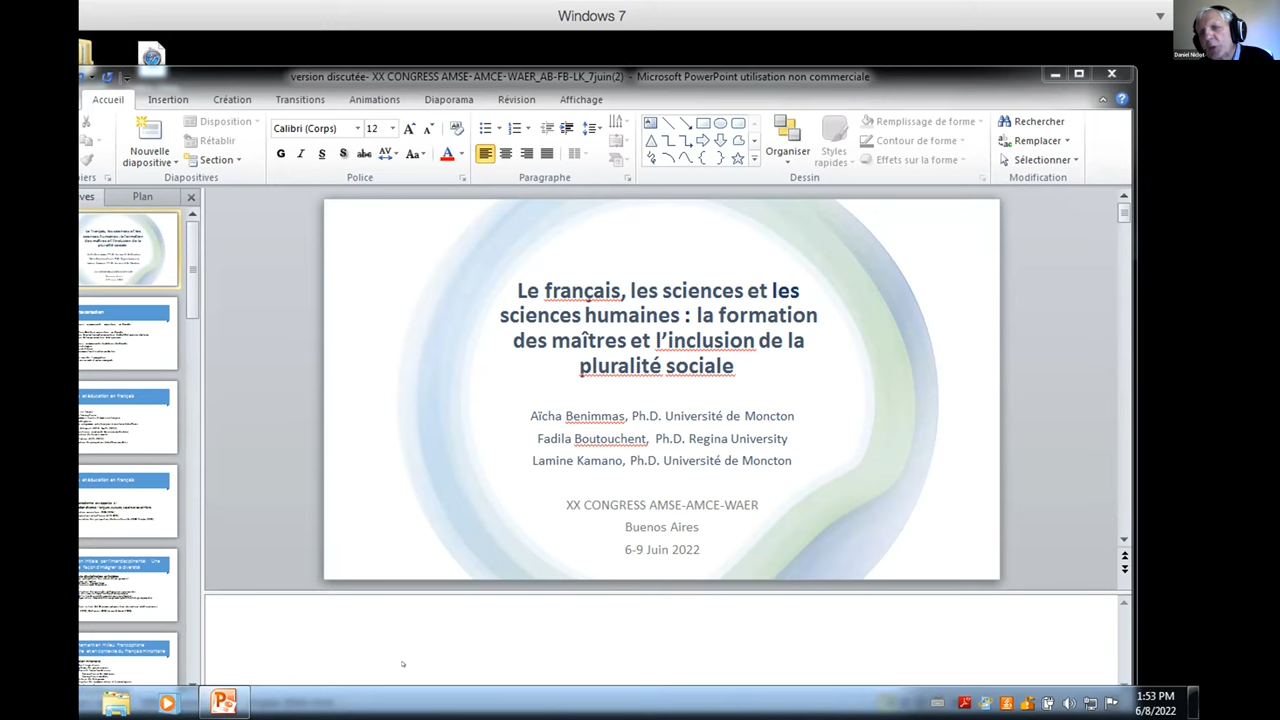 Windows 7
Daniel Niclot
version discutée- XX CONGRESS AMSE-AMCE-WAER_AB-FB-LK_7juin(2) - Microsoft PowerPoint utilisation non commerciale
Accueil Insertion Création Transitions Animations Diaporama Révision Affichage
Nouvelle diapositive
Disposition
Rétablir
Section
Diapositives
Calibri (Corps) 12
G I S S abc AV Aa A
Police
Paragraphe
Organiser
Styles rapides
Remplissage de forme
Contour de forme
Effets sur la forme
Dessin
Rechercher
Remplacer
Sélectionner
Modification
Plan
Le français, les sciences et les
sciences humaines : la formation
des maîtres et l’inclusion de la
pluralité sociale
Aïcha Benimmas, Ph.D. Université de Moncton
Fadila Boutouchent, Ph.D. Regina University
Lamine Kamano, Ph.D. Université de Moncton
XX CONGRESS AMSE-AMCE-WAER
Buenos Aires
6-9 Juin 2022
1:53 PM
6/8/2022